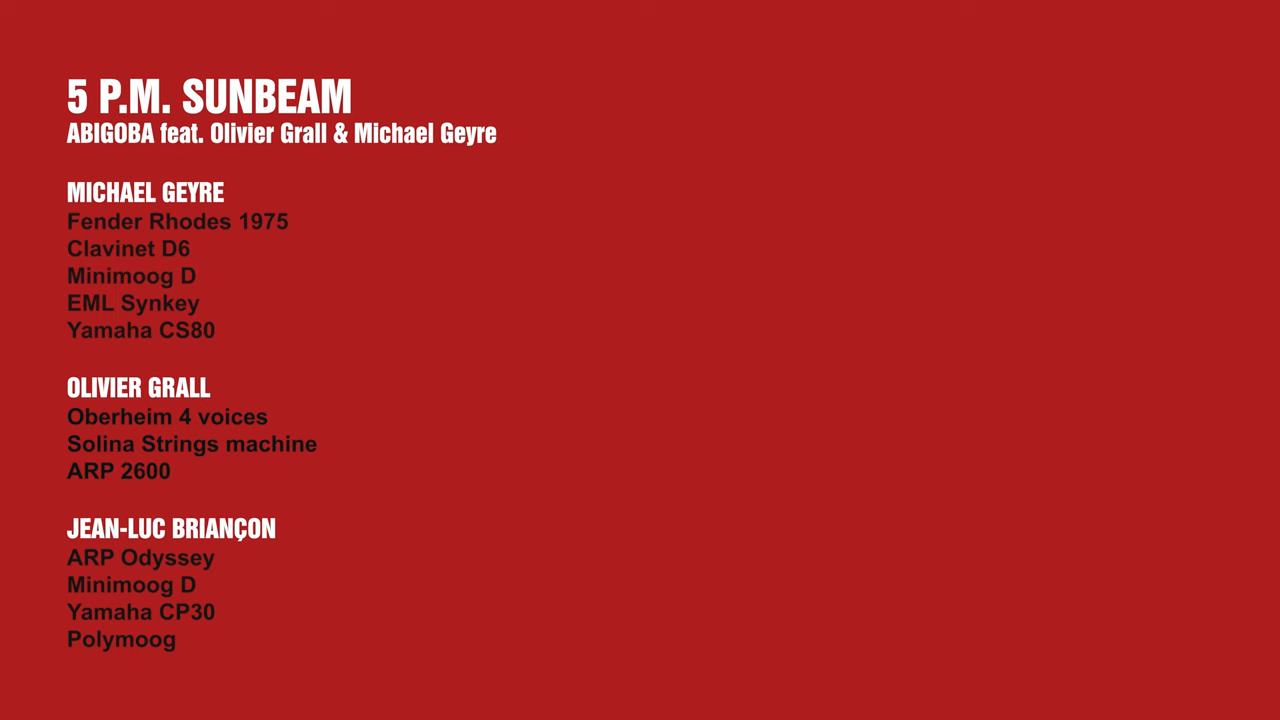 5 P.M. SUNBEAM
ABIGOBA feat. Olivier Grall & Michael Geyre
MICHAEL GEYRE
Fender Rhodes 1975
Clavinet D6
Minimoog D
EML Synkey
Yamaha CS80
OLIVIER GRALL
Oberheim 4 voices
Solina Strings machine
ARP 2600
JEAN-LUC BRIANÇON
ARP Odyssey
Minimoog D
Yamaha CP30
Polymoog